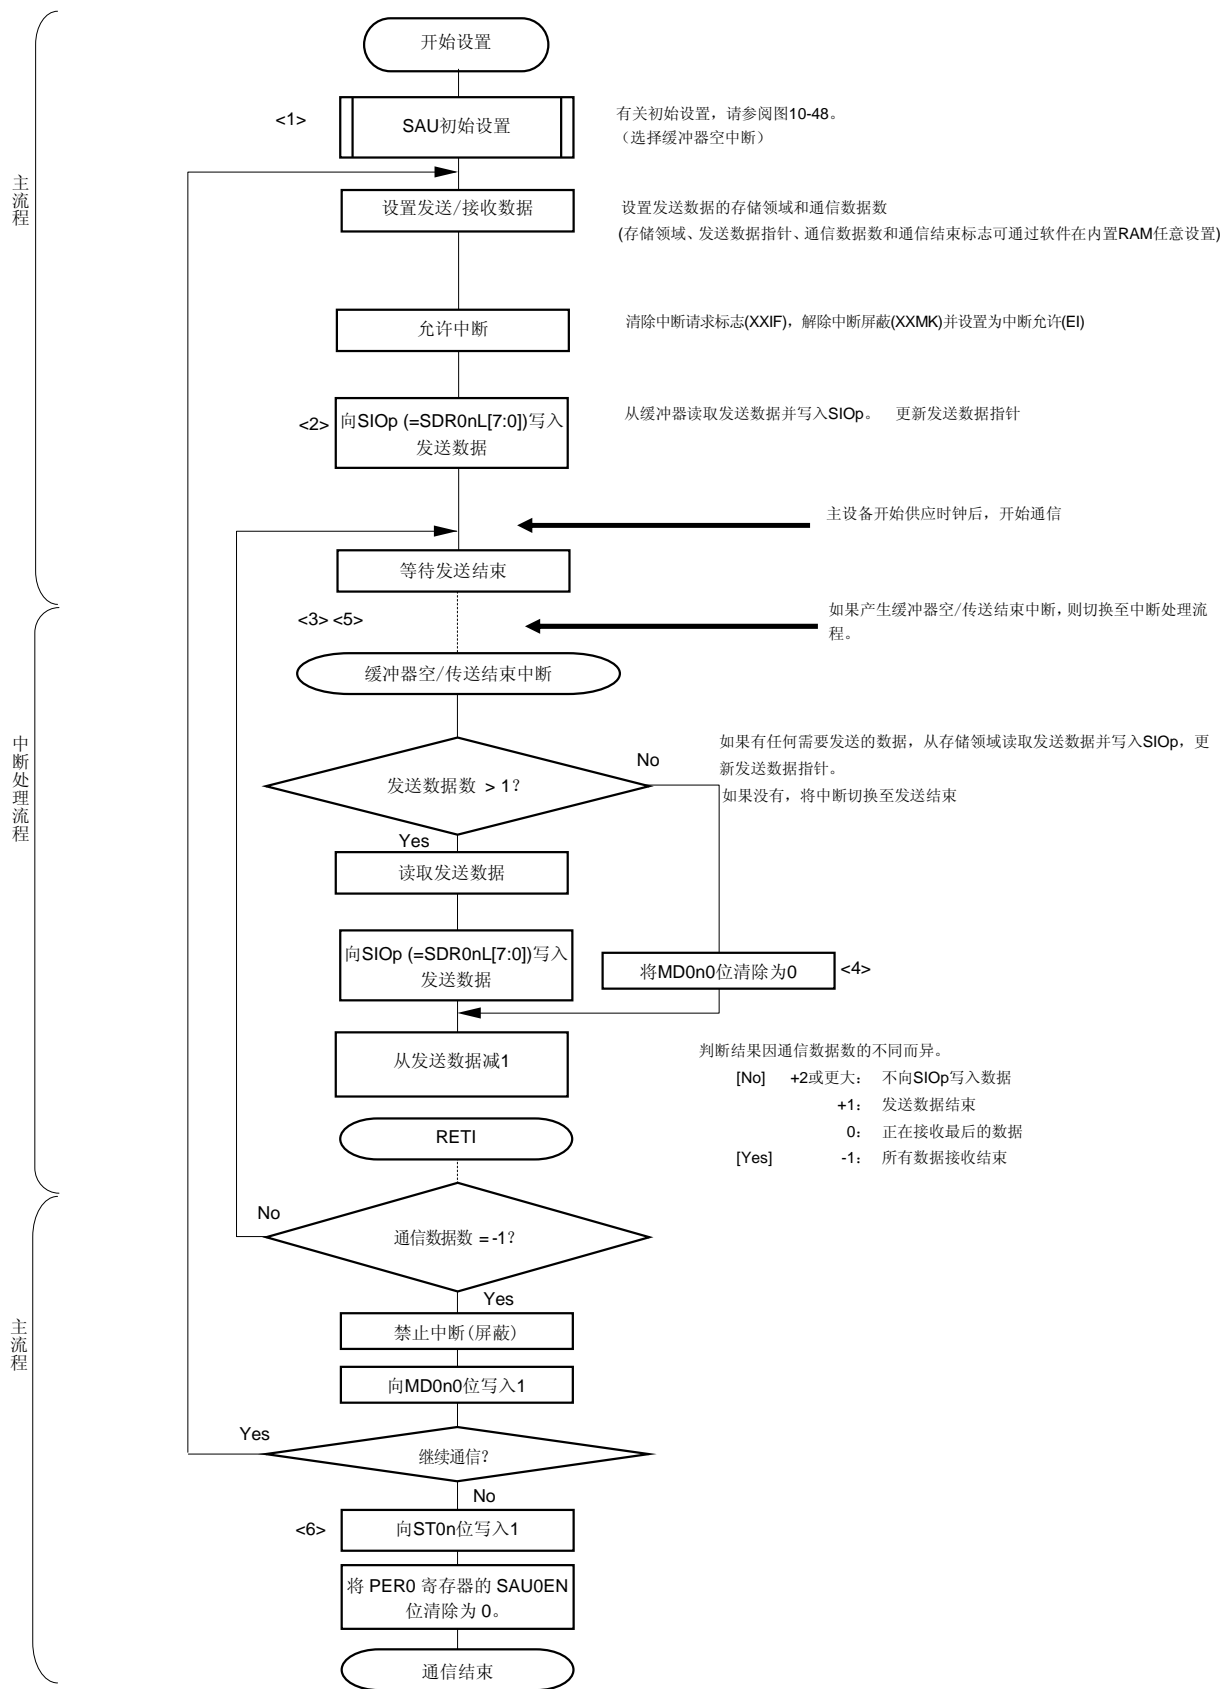 开始设置
<1>
SAU初始设置
有关初始设置，请参阅图10-48。
（选择缓冲器空中断）
主流程
设置发送/接收数据
设置发送数据的存储领域和通信数据数
(存储领域、发送数据指针、通信数据数和通信结束标志可通过软件在内置RAM任意设置)
允许中断
清除中断请求标志(XXIF)，解除中断屏蔽(XXMK)并设置为中断允许(EI)
<2>
向SIOp (=SDR0nL[7:0])写入
发送数据
从缓冲器读取发送数据并写入SIOp。 更新发送数据指针
主设备开始供应时钟后，开始通信
等待发送结束
<3> <5>
如果产生缓冲器空/传送结束中断，则切换至中断处理流
程。
缓冲器空/传送结束中断
中断处理流程
发送数据数 > 1？
No
如果有任何需要发送的数据，从存储领域读取发送数据并写入SIOp，更
新发送数据指针。
如果没有，将中断切换至发送结束
Yes
读取发送数据
向SIOp (=SDR0nL[7:0])写入
发送数据
将MD0n0位清除为0
<4>
从发送数据减1
判断结果因通信数据数的不同而异。
[No] +2或更大： 不向SIOp写入数据
+1： 发送数据结束
0： 正在接收最后的数据
[Yes] -1： 所有数据接收结束
RETI
No
通信数据数 = -1？
Yes
主流程
禁止中断(屏蔽)
向MD0n0位写入1
Yes
继续通信？
No
<6>
向ST0n位写入1
将 PER0 寄存器的 SAU0EN
位清除为 0。
通信结束